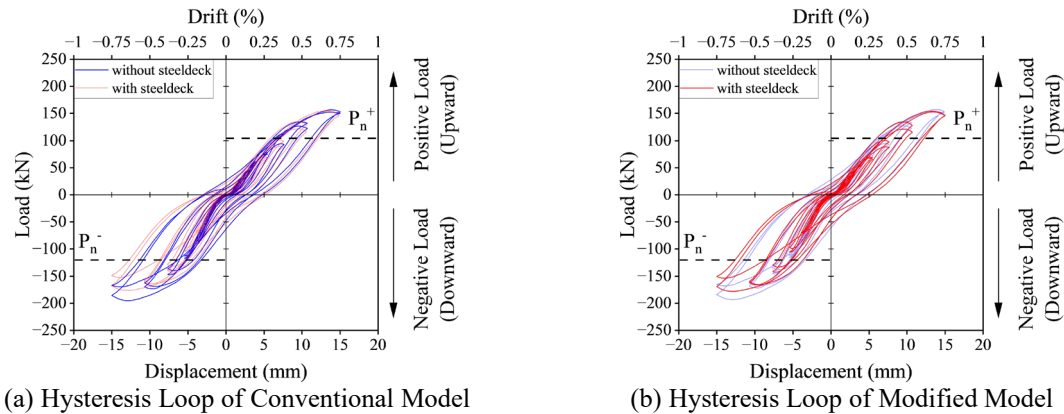 Drift (%)
−1 −0.75 −0.5 −0.25 0 0.25 0.5 0.75 1
250
200
150
100
50
0
−50
−100
−150
−200
−250
Load (kN)
without steeldeck
with steeldeck
Pn+
Pn-
−20 −15 −10 −5 0 5 10 15 20
Displacement (mm)
Positive Load
(Upward)
Negative Load
(Downward)
(a) Hysteresis Loop of Conventional Model
Drift (%)
−1 −0.75 −0.5 −0.25 0 0.25 0.5 0.75 1
250
200
150
100
50
0
−50
−100
−150
−200
−250
Load (kN)
without steeldeck
with steeldeck
Pn+
Pn-
−20 −15 −10 −5 0 5 10 15 20
Displacement (mm)
Positive Load
(Upward)
Negative Load
(Downward)
(b) Hysteresis Loop of Modified Model